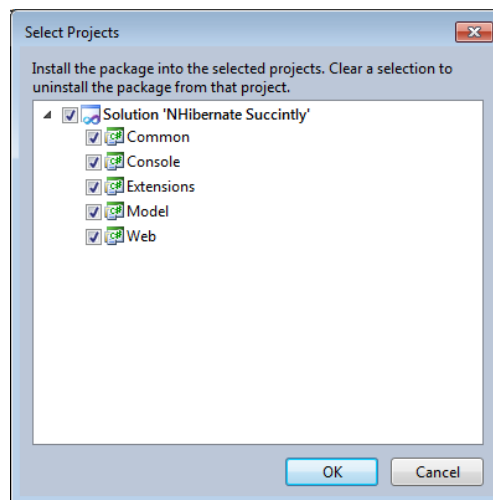 Select Projects
Install the package into the selected projects. Clear a selection to
uninstall the package from that project.
Solution 'NHibernate Succintly'
C# Common
C# Console
C# Extensions
C# Model
C# Web
OK Cancel